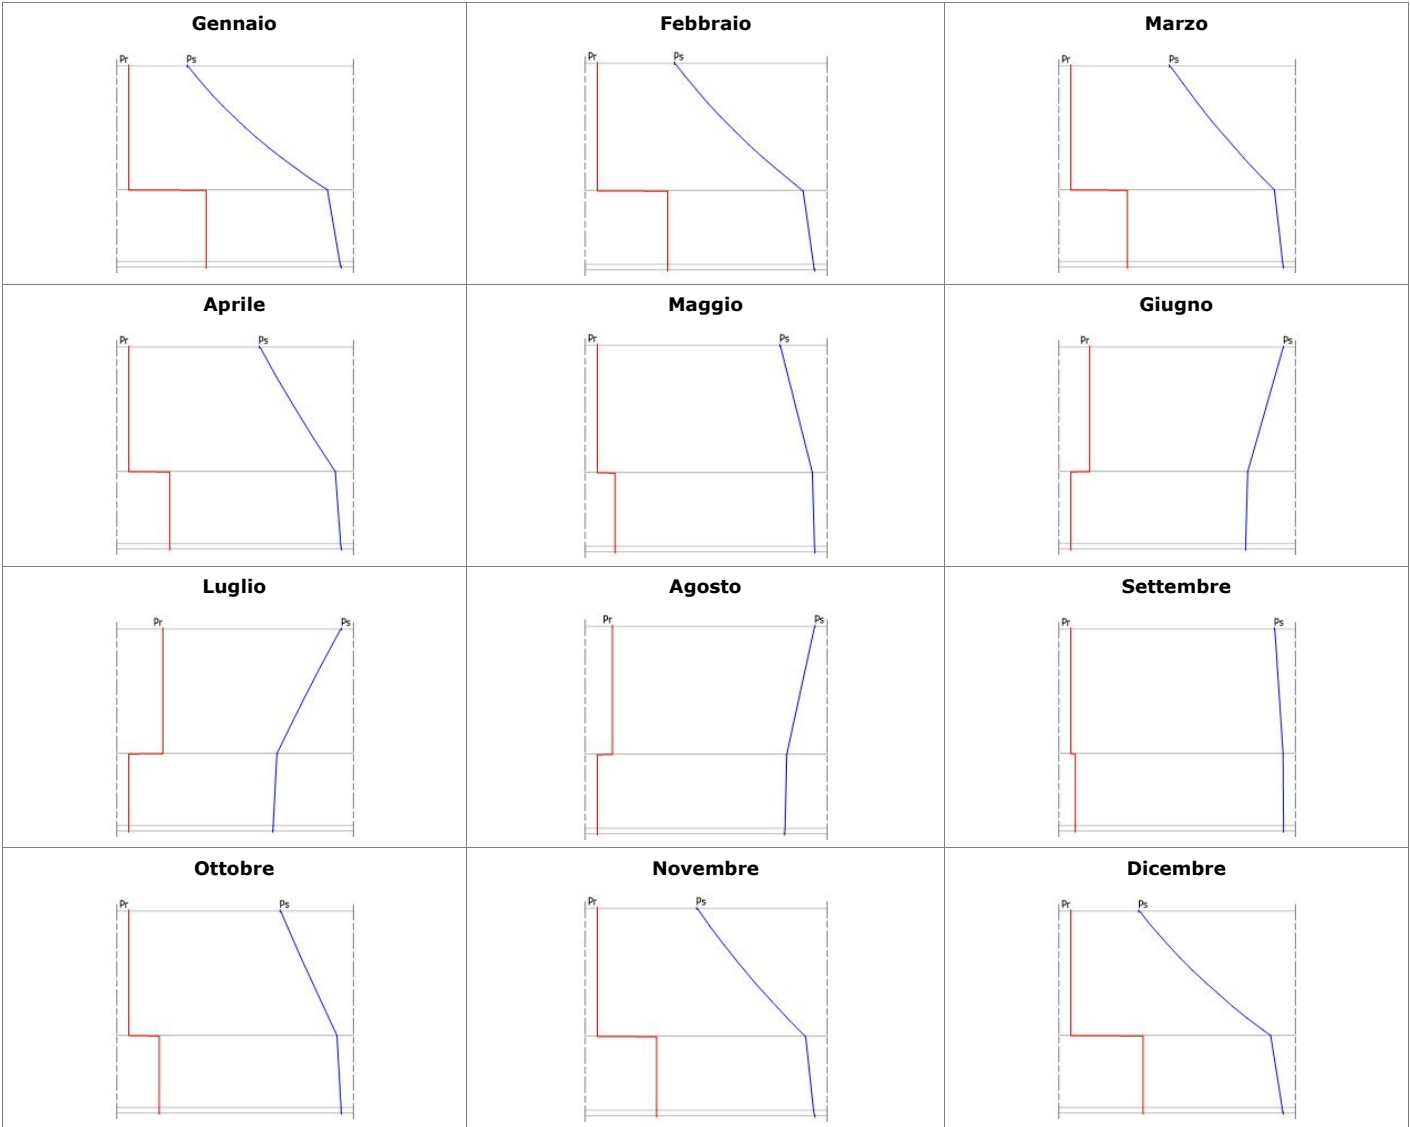 Gennaio
Febbraio
Marzo
Pr Ps
Pr Ps
Pr Ps
Aprile
Maggio
Giugno
Pr Ps
Pr Ps
Pr Ps
Luglio
Agosto
Settembre
Pr Ps
Pr Ps
Pr Ps
Ottobre
Novembre
Dicembre
Pr Ps
Pr Ps
Pr Ps